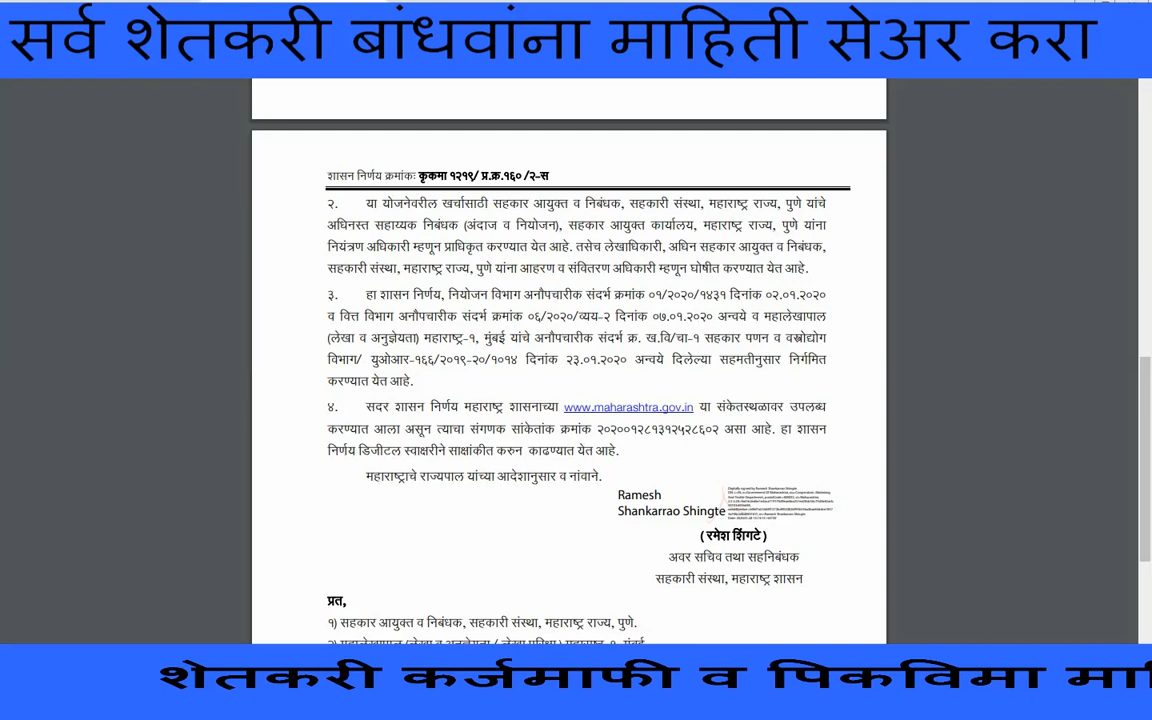 सर्व शेतकरी बांधवांना माहिती सेअर करा
शासन निर्णय क्रमांकः कृकमा १२१९/ प्र.क्र.१६० /२-स
२. या योजनेवरील खर्चासाठी सहकार आयुक्त व निबंधक, सहकारी संस्था, महाराष्ट्र राज्य, पुणे यांचे
अधिनस्त सहाय्यक निबंधक (अंदाज व नियोजन), सहकार आयुक्त कार्यालय, महाराष्ट्र राज्य, पुणे यांना
नियंत्रण अधिकारी म्हणून प्राधिकृत करण्यात येत आहे. तसेच लेखाधिकारी, अधिन सहकार आयुक्त व निबंधक,
सहकारी संस्था, महाराष्ट्र राज्य, पुणे यांना आहरण व संवितरण अधिकारी म्हणून घोषीत करण्यात येत आहे.
३. हा शासन निर्णय, नियोजन विभाग अनौपचारीक संदर्भ क्रमांक ०१/२०२०/१४३१ दिनांक ०२.०१.२०२०
व वित्त विभाग अनौपचारीक संदर्भ क्रमांक ०६/२०२०/व्यय-२ दिनांक ०७.०१.२०२० अन्वये व महालेखापाल
(लेखा व अनुज्ञेयता) महाराष्ट्र-१, मुंबई यांचे अनौपचारीक संदर्भ क्र. ख.वि/चा-१ सहकार पणन व वस्त्रोद्योग
विभाग/ युओआर-१६६/२०१९-२०/१०१४ दिनांक २३.०१.२०२० अन्वये दिलेल्या सहमतीनुसार निर्गमित
करण्यात येत आहे.
४. सदर शासन निर्णय महाराष्ट्र शासनाच्या www.maharashtra.gov.in या संकेतस्थळावर उपलब्ध
करण्यात आला असून त्याचा संगणक सांकेतांक क्रमांक २०२००१२८१३१२५२८६०२ असा आहे. हा शासन
निर्णय डिजीटल स्वाक्षरीने साक्षांकीत करुन काढण्यात येत आहे.
महाराष्ट्राचे राज्यपाल यांच्या आदेशानुसार व नांवाने.
Ramesh
Shankarrao Shingte
( रमेश शिंगटे )
अवर सचिव तथा सहनिबंधक
सहकारी संस्था, महाराष्ट्र शासन
प्रत,
१) सहकार आयुक्त व निबंधक, सहकारी संस्था, महाराष्ट्र राज्य, पुणे.
शेतकरी कर्जमाफी व पिकविमा